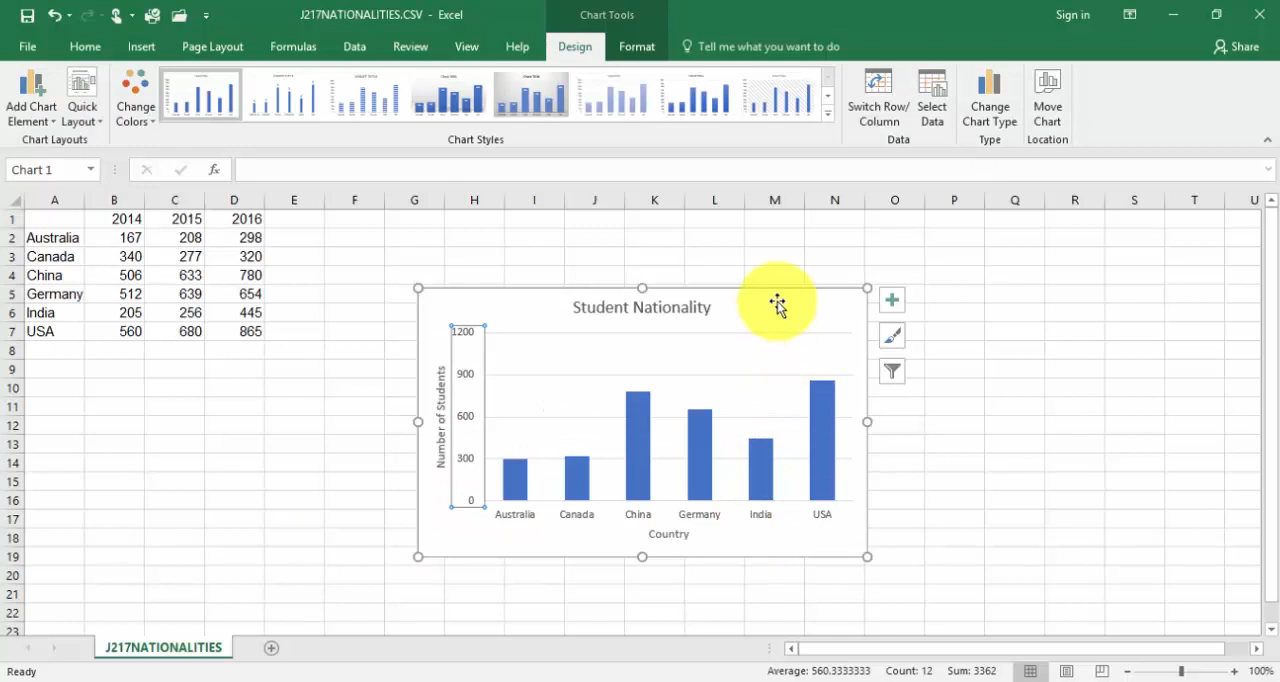 J217NATIONALITIES.CSV - Excel
Chart Tools
Sign in
File Home Insert Page Layout Formulas Data Review View Help Design Format Tell me what you want to do Share
Add Chart Element
Quick Layout
Change Colors
Switch Row/ Column
Select Data
Change Chart Type
Move Chart
Chart Layouts
Chart Styles
Data
Type
Location
Chart 1
fx
A B C D E F G H I J K L M N O P Q R S T U
1 2014 2015 2016
2 Australia 167 208 298
3 Canada 340 277 320
4 China 506 633 780
5 Germany 512 639 654
6 India 205 256 445
7 USA 560 680 865
8
9
10
11
12
13
14
15
16
17
18
19
20
21
22
23
Student Nationality
Number of Students
1200
900
600
300
0
Australia Canada China Germany India USA
Country
J217NATIONALITIES
Ready
Average: 560.3333333 Count: 12 Sum: 3362
100%